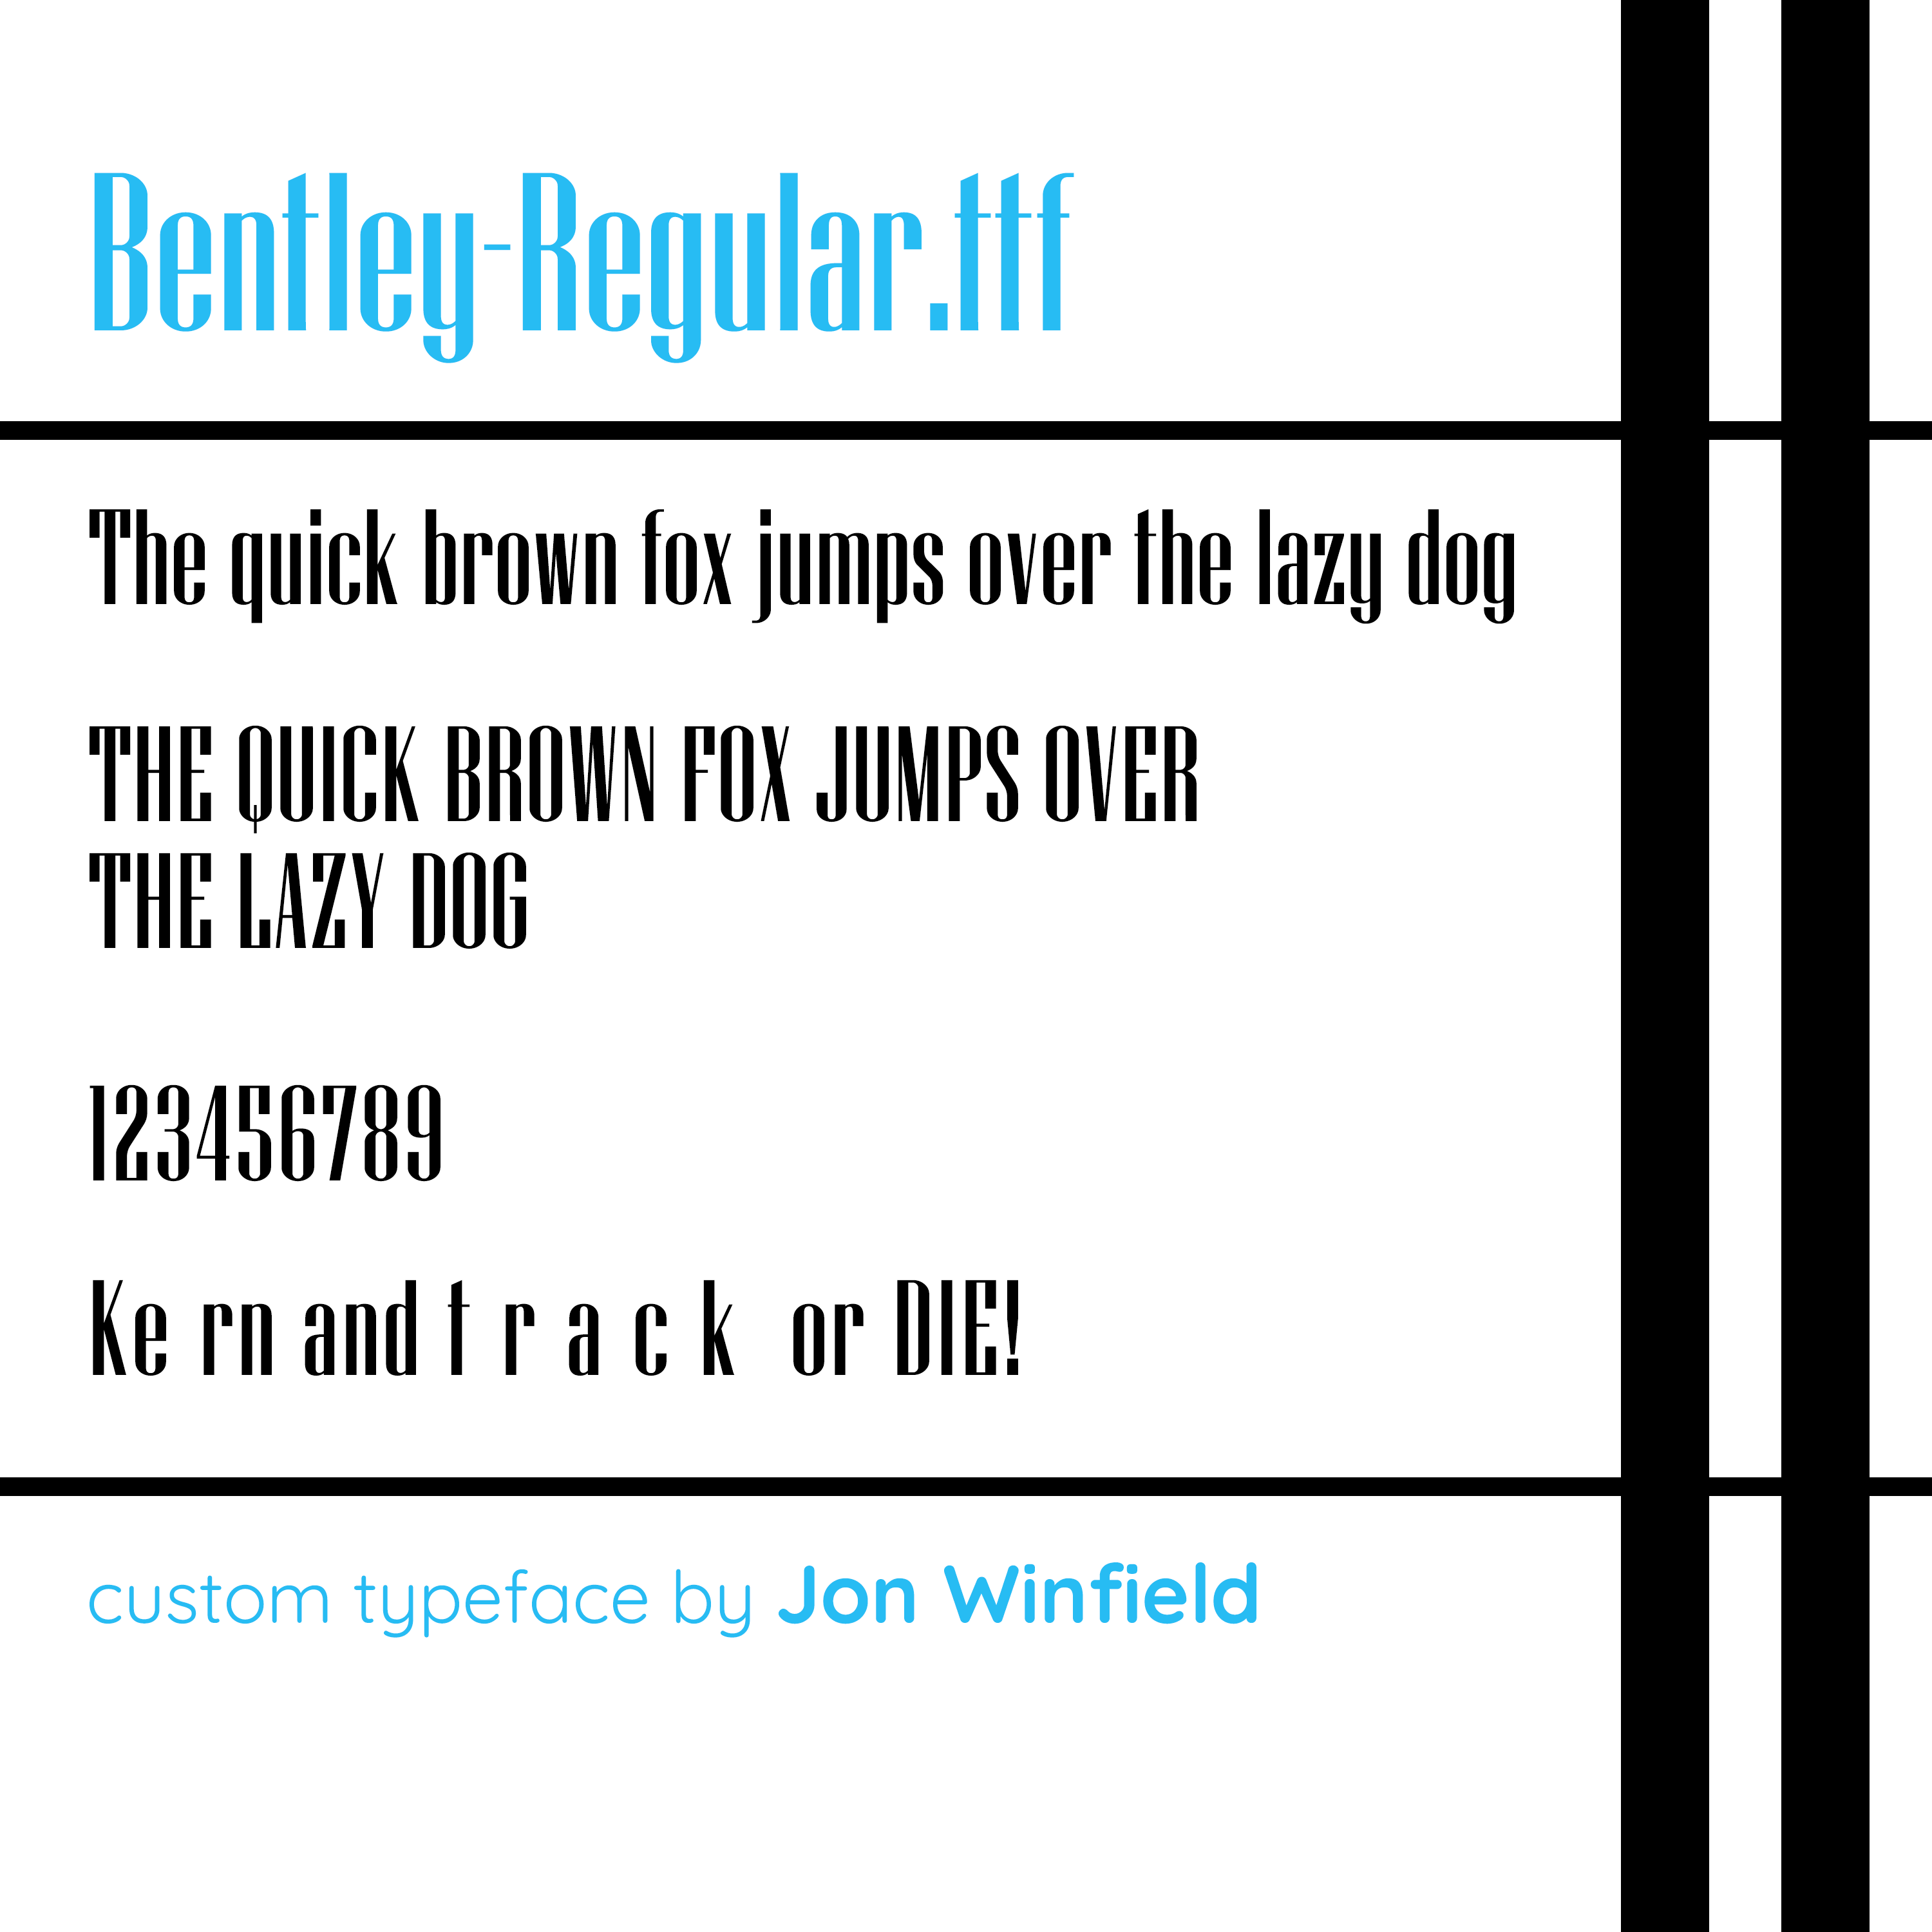 Bentley-Regular.ttf
The quick brown fox jumps over the lazy dog
THE QUICK BROWN FOX JUMPS OVER
THE LAZY DOG
123456789
Ke rn and t r a c k or DIE!
custom typeface by Jon Winfield